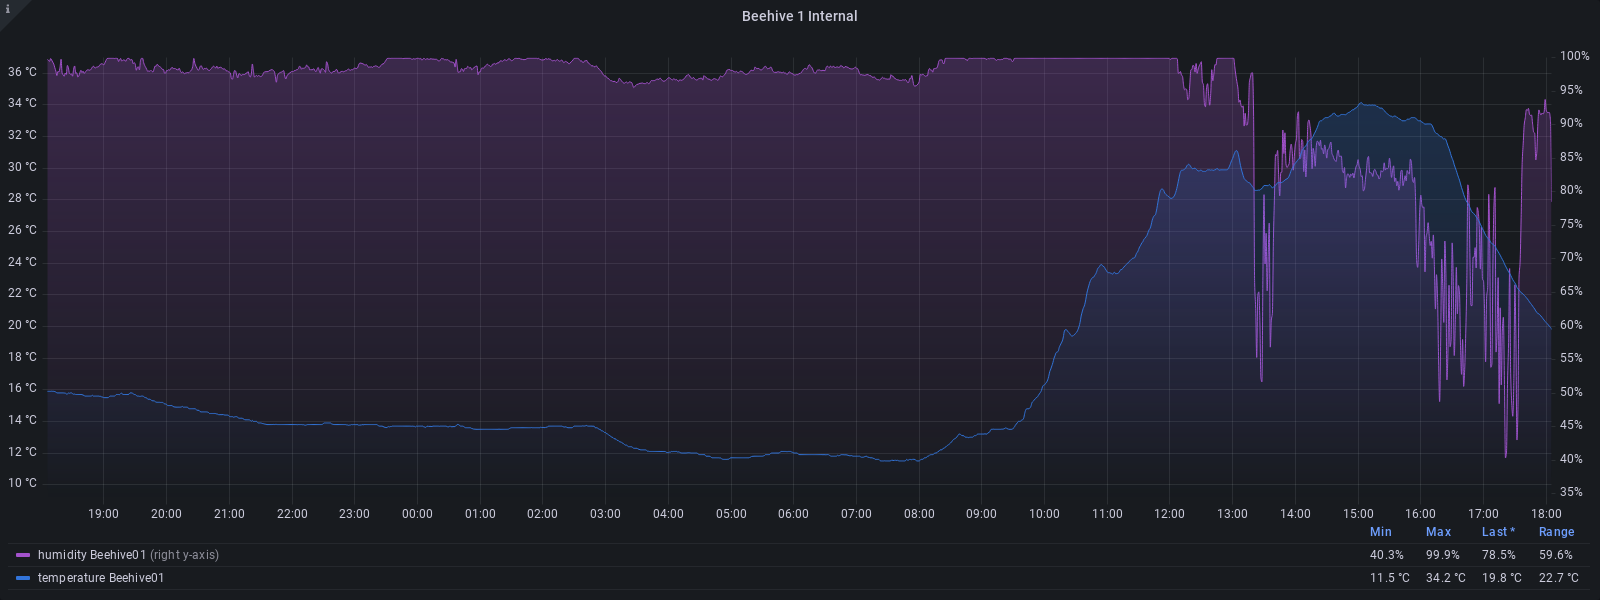 i
Beehive 1 Internal
36 °C
34 °C
32 °C
30 °C
28 °C
26 °C
24 °C
22 °C
20 °C
18 °C
16 °C
14 °C
12 °C
10 °C
100%
95%
90%
85%
80%
75%
70%
65%
60%
55%
50%
45%
40%
35%
19:00 20:00 21:00 22:00 23:00 00:00 01:00 02:00 03:00 04:00 05:00 06:00 07:00 08:00 09:00 10:00 11:00 12:00 13:00 14:00 15:00 16:00 17:00 18:00
Min Max Last * Range
humidity Beehive01 (right y-axis) 40.3% 99.9% 78.5% 59.6%
temperature Beehive01 11.5 °C 34.2 °C 19.8 °C 22.7 °C